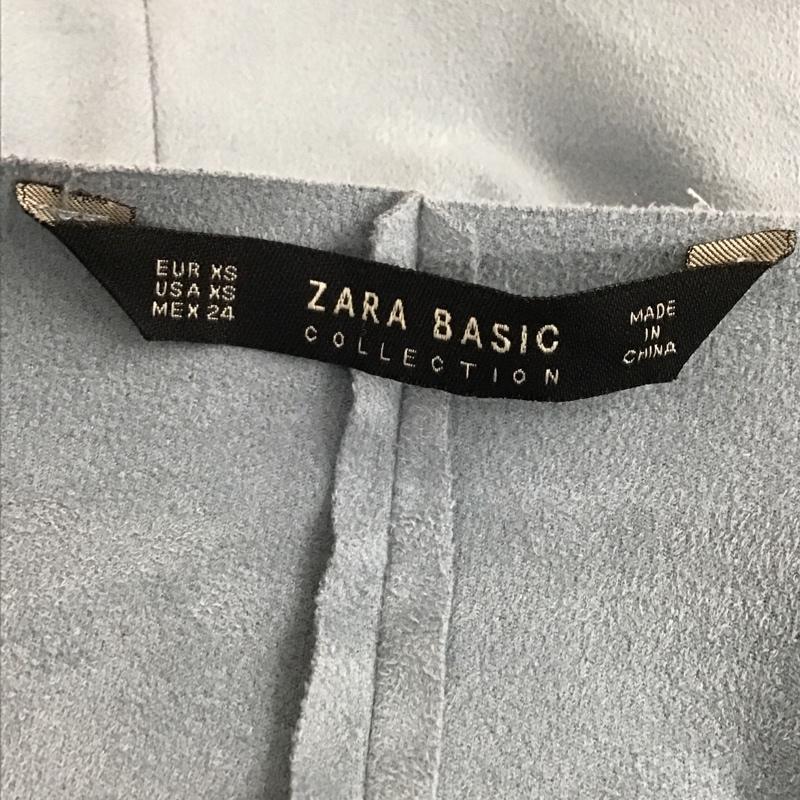 EUR XS
USA XS
MEX 24
ZARA BASIC
COLLECTION
MADE
IN
CHINA